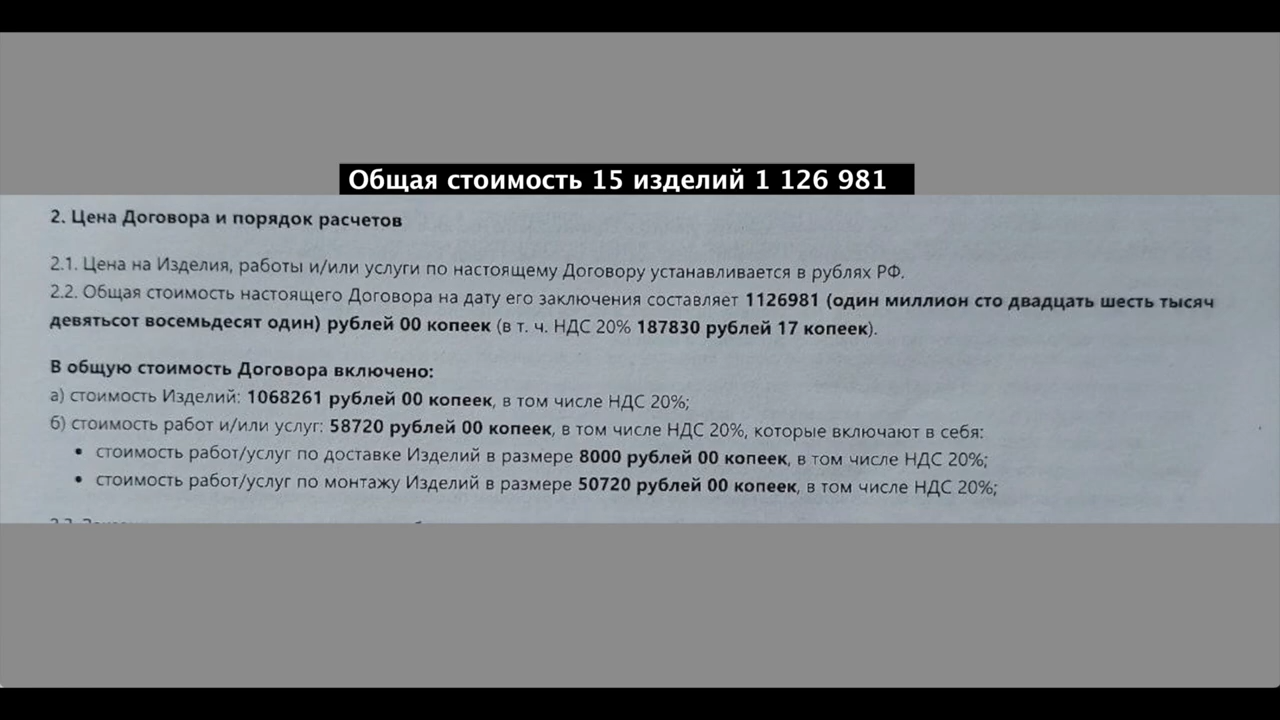 Общая стоимость 15 изделий 1 126 981
2. Цена Договора и порядок расчетов
2.1. Цена на Изделия, работы и/или услуги по настоящему Договору устанавливается в рублях РФ.
2.2. Общая стоимость настоящего Договора на дату его заключения составляет 1126981 (один миллион сто двадцать шесть тысяч
девятьсот восемьдесят один) рублей 00 копеек (в т. ч. НДС 20% 187830 рублей 17 копеек).
В общую стоимость Договора включено:
а) стоимость Изделий: 1068261 рублей 00 копеек, в том числе НДС 20%;
б) стоимость работ и/или услуг: 58720 рублей 00 копеек, в том числе НДС 20%, которые включают в себя:
• стоимость работ/услуг по доставке Изделий в размере 8000 рублей 00 копеек, в том числе НДС 20%;
• стоимость работ/услуг по монтажу Изделий в размере 50720 рублей 00 копеек, в том числе НДС 20%;